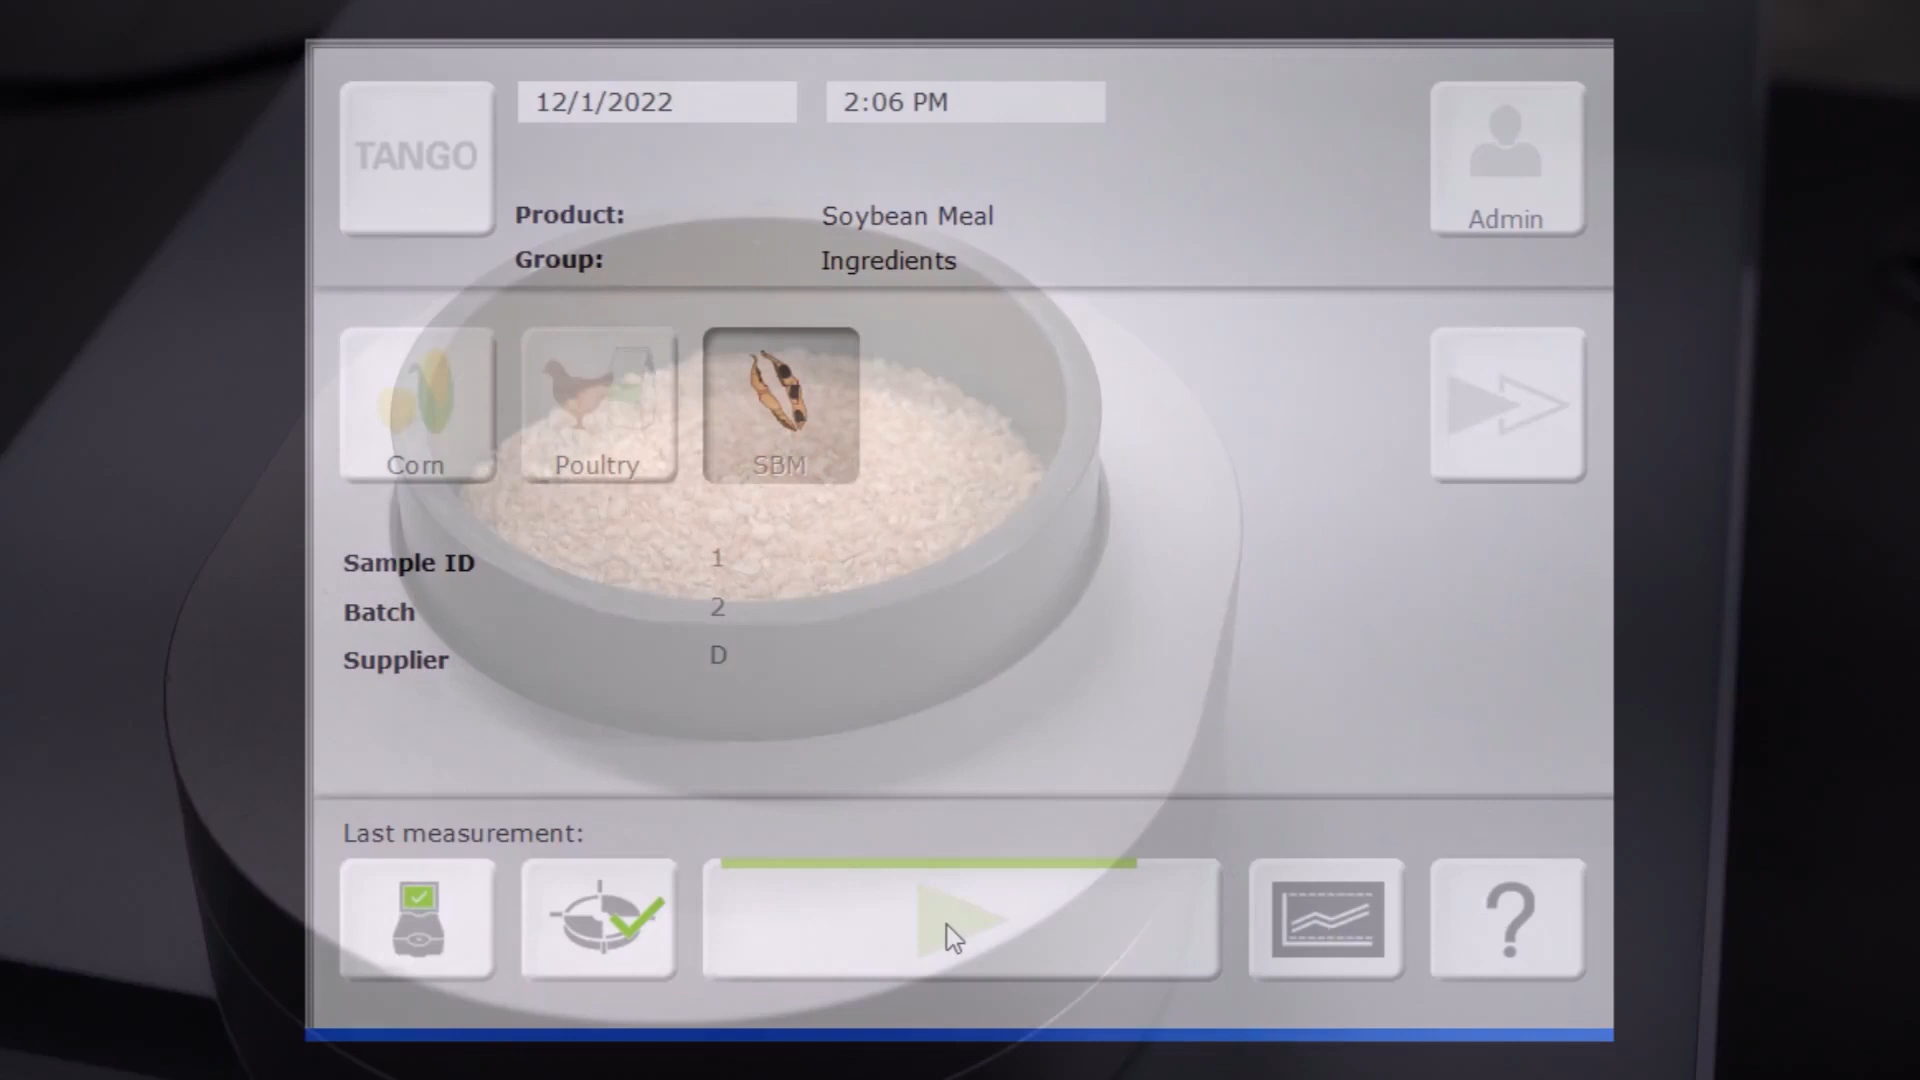 12/1/2022 2:06 PM
TANGO
Product: Soybean Meal
Group: Ingredients
Admin
Corn Poultry SBM
Sample ID 1
Batch 2
Supplier D
Last measurement:
?